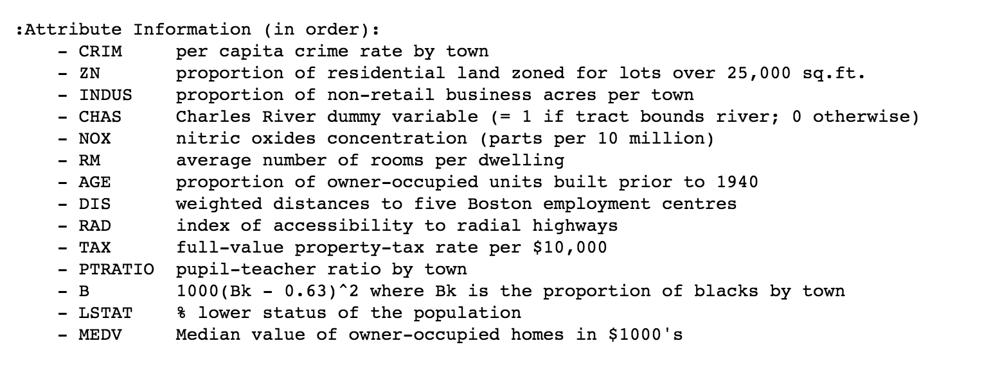 :Attribute Information (in order):
- CRIM per capita crime rate by town
- ZN proportion of residential land zoned for lots over 25,000 sq.ft.
- INDUS proportion of non-retail business acres per town
- CHAS Charles River dummy variable (= 1 if tract bounds river; 0 otherwise)
- NOX nitric oxides concentration (parts per 10 million)
- RM average number of rooms per dwelling
- AGE proportion of owner-occupied units built prior to 1940
- DIS weighted distances to five Boston employment centres
- RAD index of accessibility to radial highways
- TAX full-value property-tax rate per $10,000
- PTRATIO pupil-teacher ratio by town
- B 1000(Bk - 0.63)^2 where Bk is the proportion of blacks by town
- LSTAT % lower status of the population
- MEDV Median value of owner-occupied homes in $1000's